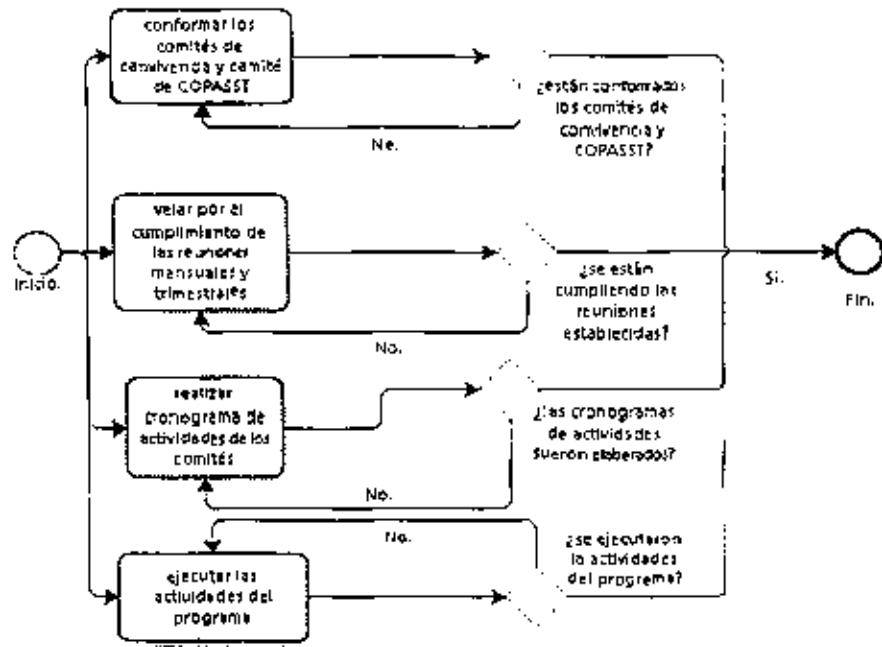 conformar los
comités de
convivencia y comité
de COPASST
¿están conformados
los comités de
convivencia y
COPASST?
No.
velar por el
cumplimiento de
las reuniones
mensuales y
trimestrales
Inicio.
¿se están
cumpliendo las
reuniones
establecidas?
Si.
Fin.
No.
realizar
cronograma de
actividades de los
comités
¿las cronogramas
de actividades
fuerón elaborados?
No.
No.
¿se ejecutaron
la actividades
del programa?
ejecutar las
actividades del
programa